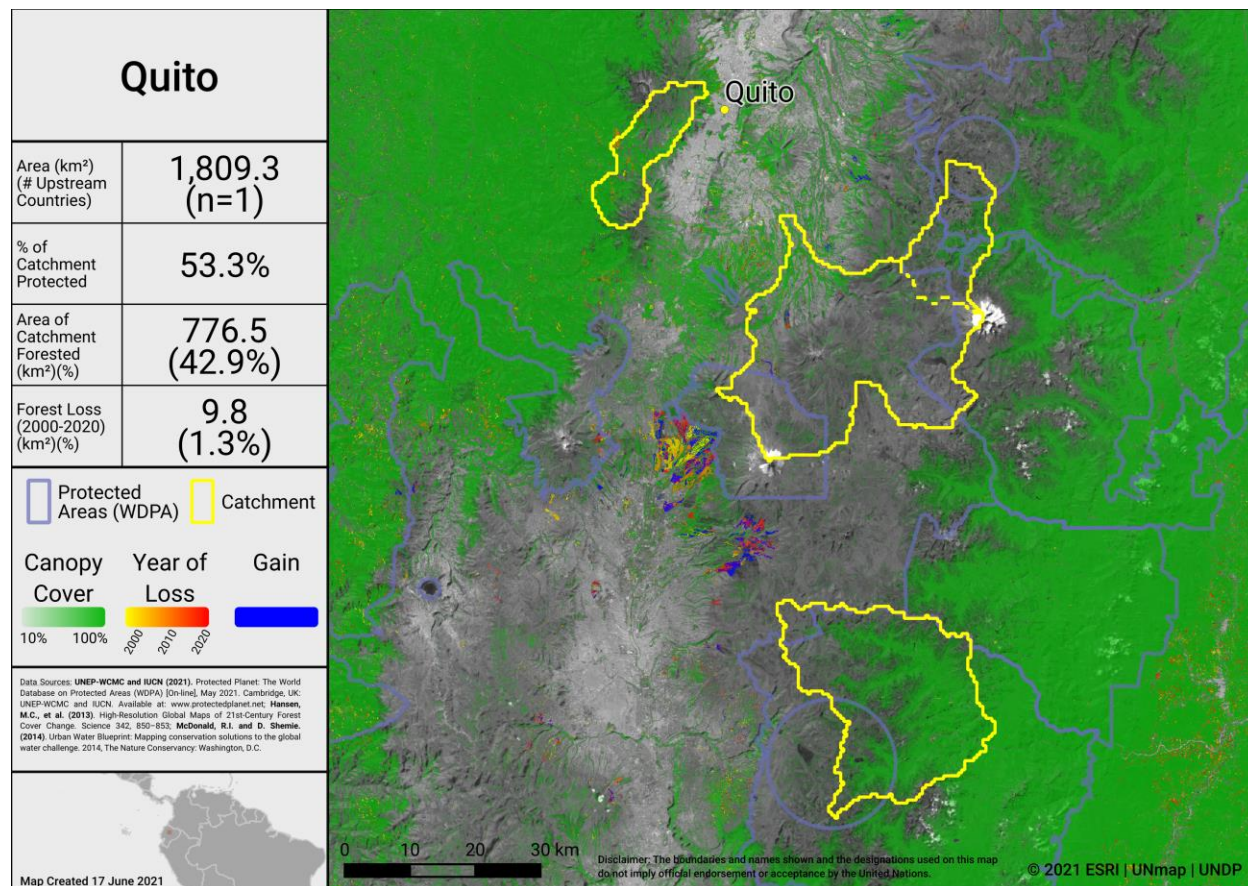 Quito
Area (km²)
(# Upstream
Countries)
1,809.3
(n=1)
% of
Catchment
Protected
53.3%
Area of
Catchment
Forested
(km²)(%)
776.5
(42.9%)
Forest Loss
(2000-2020)
(km²)(%)
9.8
(1.3%)
Protected
Areas (WDPA)
Catchment
Canopy
Cover
10% 100%
Year of
Loss
2000 2010 2020
Gain
Data Sources: UNEP-WCMC and IUCN (2021). Protected Planet: The World
Database on Protected Areas (WDPA) [On-line], May 2021. Cambridge, UK:
UNEP-WCMC and IUCN. Available at: www.protectedplanet.net; Hansen,
M.C., et al. (2013). High-Resolution Global Maps of 21st-Century Forest
Cover Change. Science 342, 850–853; McDonald, R.I. and D. Shemie.
(2014). Urban Water Blueprint: Mapping conservation solutions to the global
water challenge. 2014, The Nature Conservancy: Washington, D.C.
Map Created 17 June 2021
Quito
0 10 20 30 km
Disclaimer: The boundaries and names shown and the designations used on this map
do not imply official endorsement or acceptance by the United Nations.
© 2021 ESRI | UNmap | UNDP